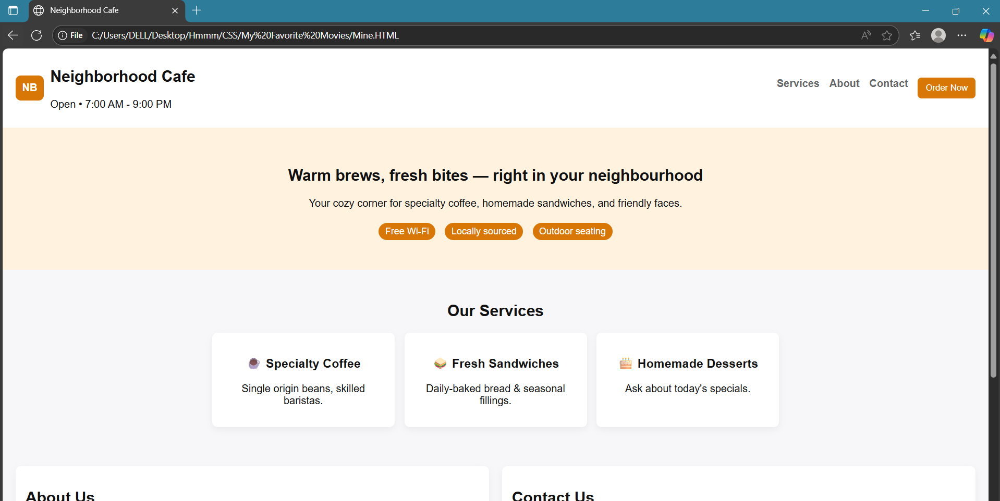 Neighborhood Cafe
File
C:/Users/DELL/Desktop/Hmmm/CSS/My%20Favorite%20Movies/Mine.HTML
NB
Neighborhood Cafe
Open • 7:00 AM - 9:00 PM
Services About Contact Order Now
Warm brews, fresh bites — right in your neighbourhood
Your cozy corner for specialty coffee, homemade sandwiches, and friendly faces.
Free Wi-Fi Locally sourced Outdoor seating
Our Services
Specialty Coffee
Single origin beans, skilled
baristas.
Fresh Sandwiches
Daily-baked bread & seasonal
fillings.
Homemade Desserts
Ask about today's specials.
About Us
Contact Us